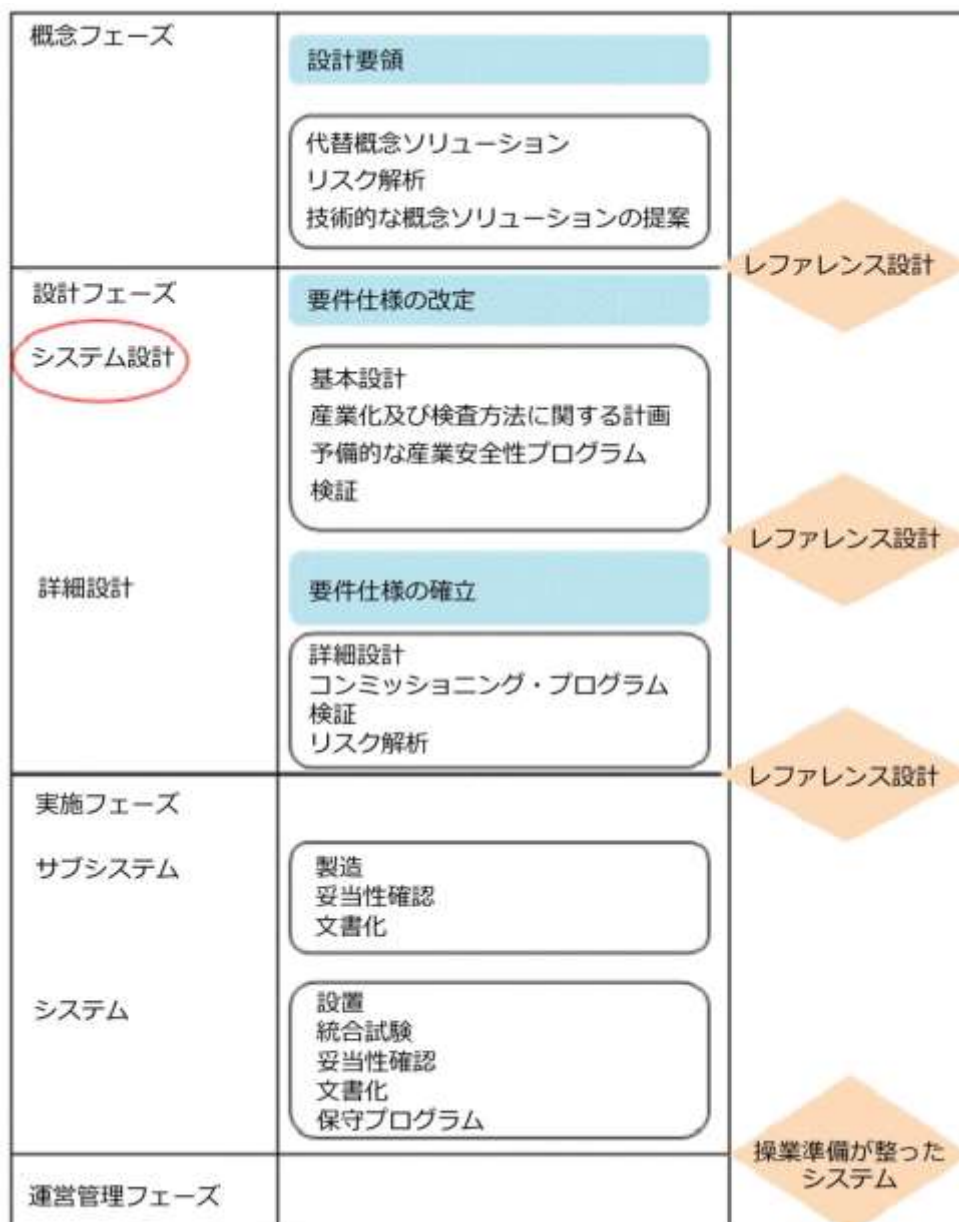 概念フェーズ
設計要領
代替概念ソリューション
リスク解析
技術的な概念ソリューションの提案
レファレンス設計
設計フェーズ
要件仕様の改定
システム設計
基本設計
産業化及び検査方法に関する計画
予備的な産業安全性プログラム
検証
レファレンス設計
詳細設計
要件仕様の確立
詳細設計
コンミッショニング・プログラム
検証
リスク解析
レファレンス設計
実施フェーズ
サブシステム
製造
妥当性確認
文書化
システム
設置
統合試験
妥当性確認
文書化
保守プログラム
操業準備が整った
システム
運営管理フェーズ